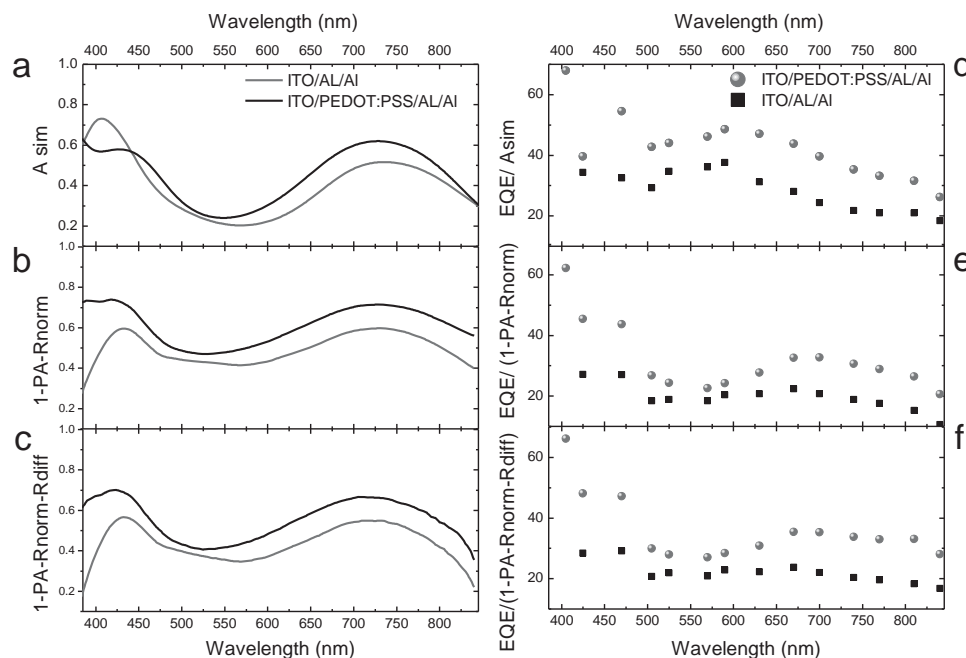 Wavelength (nm)
400 450 500 550 600 650 700 750 800
a
1.0
0.8
0.6
0.4
0.2
A sim
ITO/AL/Al
ITO/PEDOT:PSS/AL/Al
b
1.0
0.8
0.6
0.4
0.2
1-PA-Rnorm
c
1.0
0.8
0.6
0.4
0.2
1-PA-Rnorm-Rdiff
400 450 500 550 600 650 700 750 800
Wavelength (nm)
Wavelength (nm)
400 450 500 550 600 650 700 750 800
60
40
20
EQE/ Asim
ITO/PEDOT:PSS/AL/Al
ITO/AL/Al
60
40
20
EQE/ (1-PA-Rnorm)
e
60
40
20
EQE/(1-PA-Rnorm-Rdiff)
f
400 450 500 550 600 650 700 750 800
Wavelength (nm)